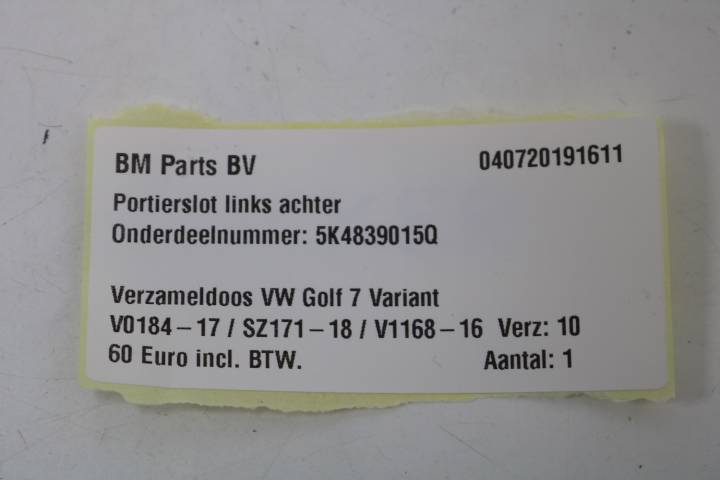 BM Parts BV 040720191611
Portierslot links achter
Onderdeelnummer: 5K4839015Q
Verzameldoos VW Golf 7 Variant
V0184-17 / SZ171-18 / V1168-16 Verz: 10
60 Euro incl. BTW. Aantal: 1